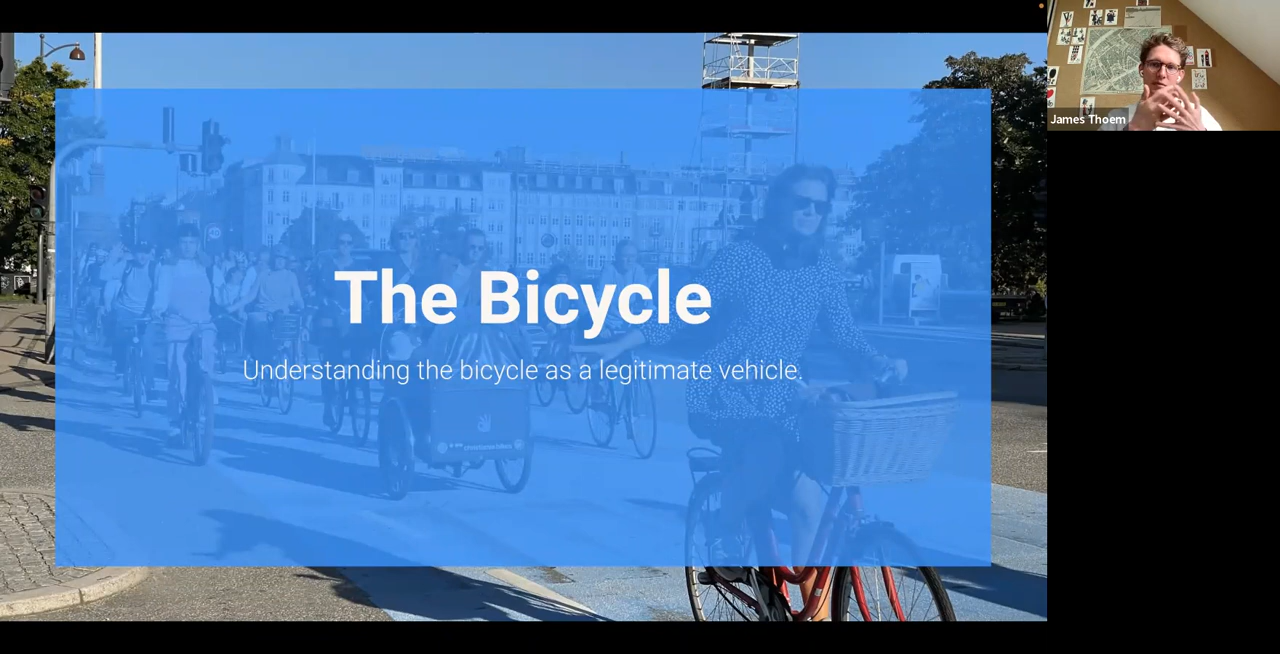 The Bicycle
Understanding the bicycle as a legitimate vehicle.
James Thoem